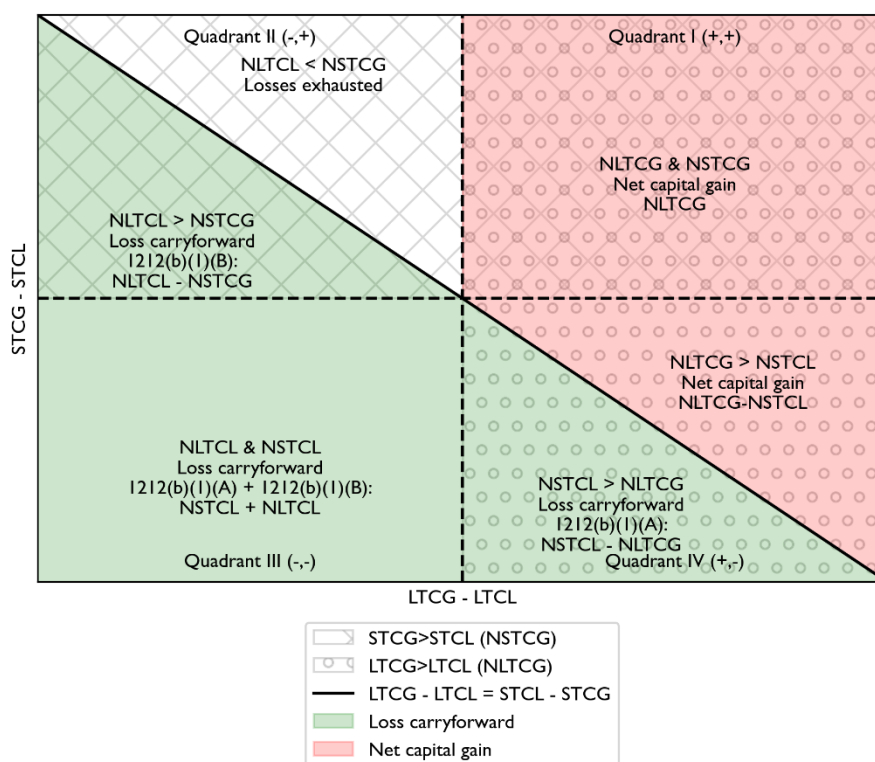 Quadrant II (-,+)
NLTCL < NSTCG
Losses exhausted
Quadrant I (+,+)
NLTCG & NSTCG
Net capital gain
NLTCG
NLTCL > NSTCG
Loss carryforward
1212(b)(1)(B):
NLTCL - NSTCG
STCG - STCL
NLTCG > NSTCL
Net capital gain
NLTCG-NSTCL
NLTCL & NSTCL
Loss carryforward
1212(b)(1)(A) + 1212(b)(1)(B):
NSTCL + NLTCL
Quadrant III (-,-)
NSTCL > NLTCG
Loss carryforward
1212(b)(1)(A):
NSTCL - NLTCG
Quadrant IV (+,-)
LTCG - LTCL
STCG>STCL (NSTCG)
LTCG>LTCL (NLTCG)
LTCG - LTCL = STCL - STCG
Loss carryforward
Net capital gain